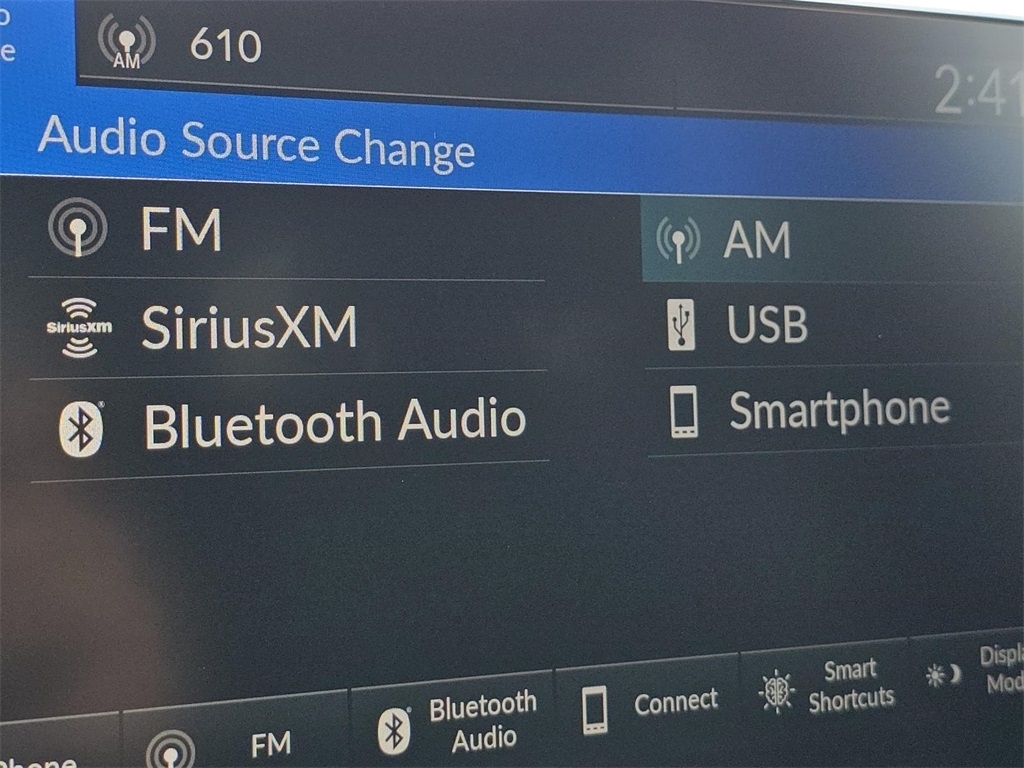 AM 610
2:41
Audio Source Change
FM
AM
SiriusXM
SiriusXM
USB
Bluetooth Audio
Smartphone
FM
Bluetooth
Audio
Connect
Smart
Shortcuts